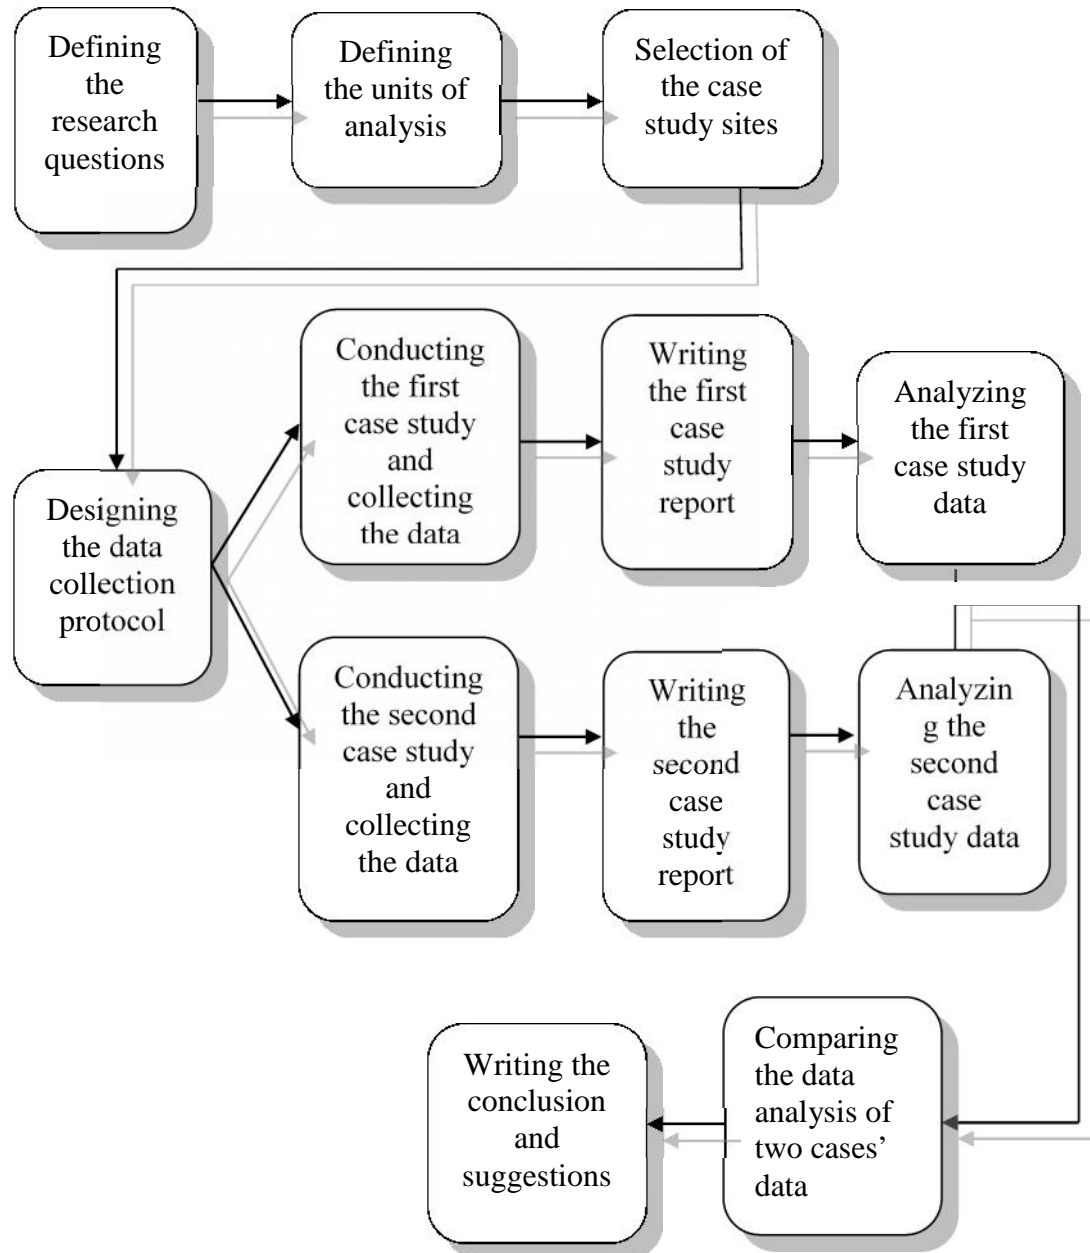 Defining
the
research
questions
Defining
the units of
analysis
Selection of
the case
study sites
Designing
the data
collection
protocol
Conducting
the first
case study
and
collecting
the data
Writing
the first
case
study
report
Analyzing
the first
case study
data
Conducting
the second
case study
and
collecting
the data
Writing
the
second
case
study
report
Analyzin
g the
second
case
study data
Comparing
the data
analysis of
two cases’
data
Writing the
conclusion
and
suggestions